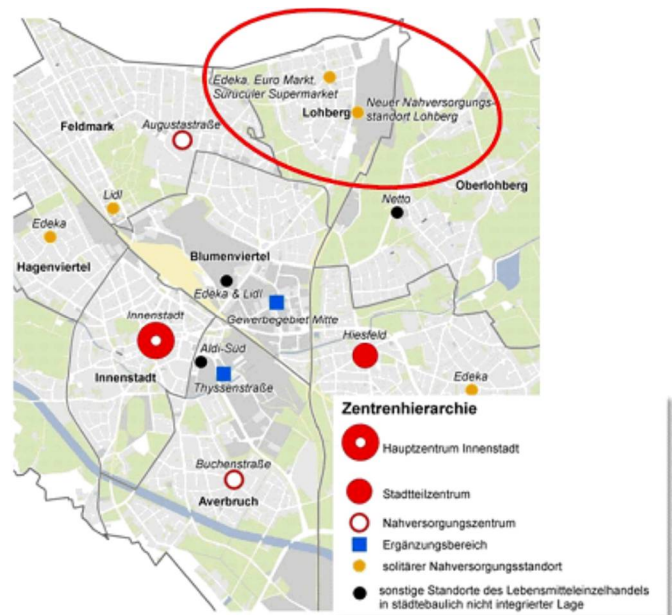 Edeka, Euro Markt,
Sürücüler Supermarket
Lohberg
Neuer Nahversorgungs-
standort Lohberg
Feldmark
Augustastraße
Oberlohberg
Lidl
Netto
Edeka
Hagenviertel
Blumenviertel
Edeka & Lidl
Gewerbegebiet Mitte
Innenstadt
Hiesfeld
Aldi-Süd
Innenstadt
Thyssenstraße
Edeka
Buchenstraße
Averbruch
Zentrenhierarchie
Hauptzentrum Innenstadt
Stadtteilzentrum
Nahversorgungszentrum
Ergänzungsbereich
solitärer Nahversorgungsstandort
sonstige Standorte des Lebensmitteleinzelhandels
in städtebaulich nicht integrierter Lage